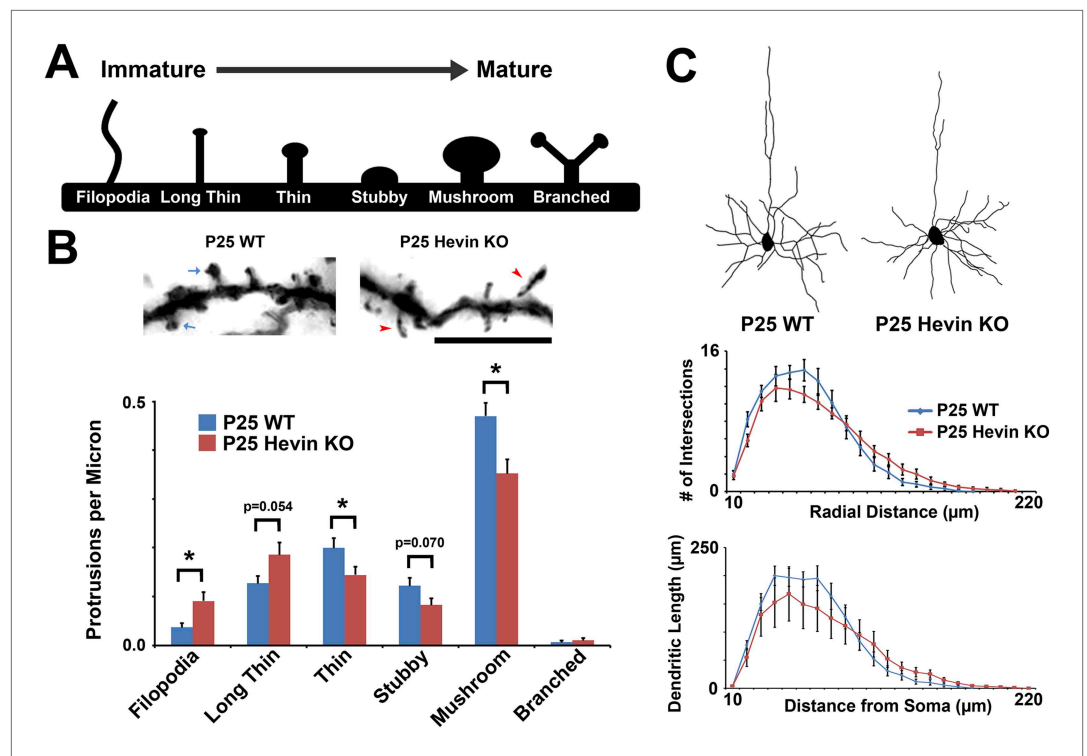 A
Immature
Mature
Filopodia Long Thin Thin Stubby Mushroom Branched
B
P25 WT
P25 Hevin KO
Protrusions per Micron
0.5
0.0
P25 WT
P25 Hevin KO
*
p=0.054
*
p=0.070
*
Filopodia
Long Thin
Thin
Stubby
Mushroom
Branched
C
P25 WT
P25 Hevin KO
# of Intersections
16
0
P25 WT
P25 Hevin KO
10
220
Radial Distance (µm)
Dendritic Length (µm)
250
0
10
220
Distance from Soma (µm)